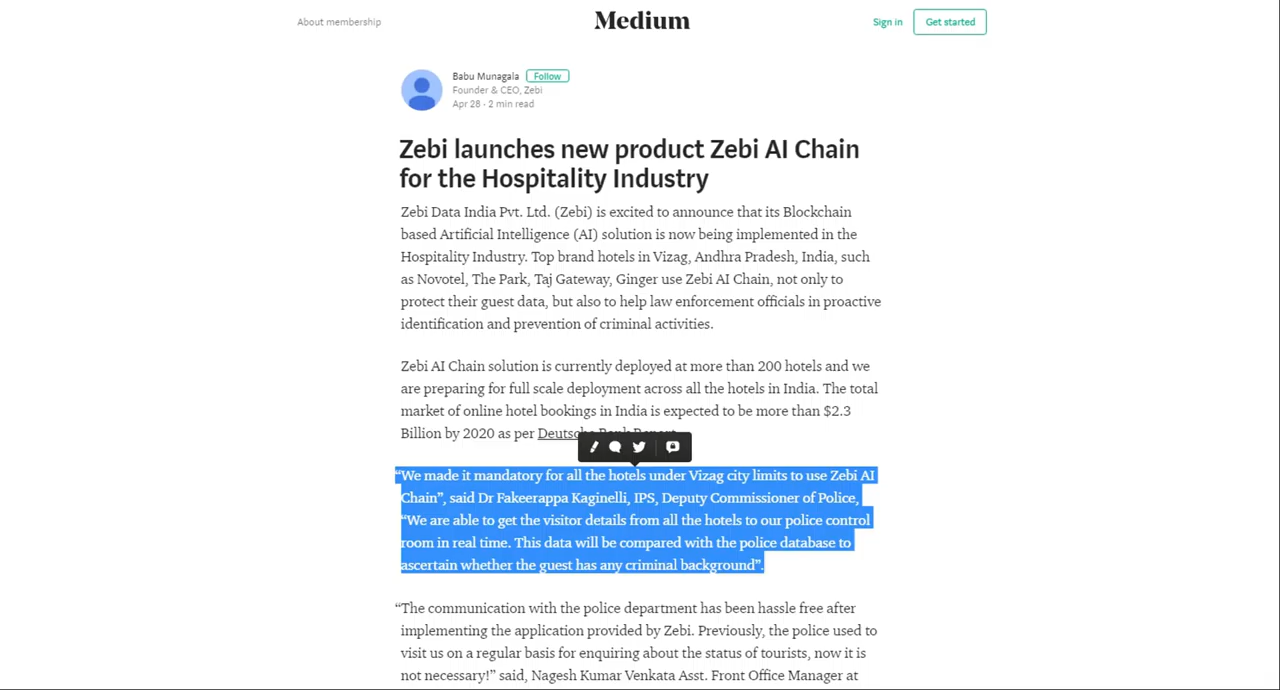 About membership
Medium
Sign in
Get started
Babu Munagala Follow
Founder & CEO, Zebi
Apr 28 · 2 min read
Zebi launches new product Zebi AI Chain
for the Hospitality Industry
Zebi Data India Pvt. Ltd. (Zebi) is excited to announce that its Blockchain
based Artificial Intelligence (AI) solution is now being implemented in the
Hospitality Industry. Top brand hotels in Vizag, Andhra Pradesh, India, such
as Novotel, The Park, Taj Gateway, Ginger use Zebi AI Chain, not only to
protect their guest data, but also to help law enforcement officials in proactive
identification and prevention of criminal activities.
Zebi AI Chain solution is currently deployed at more than 200 hotels and we
are preparing for full scale deployment across all the hotels in India. The total
market of online hotel bookings in India is expected to be more than $2.3
Billion by 2020 as per
“We made it mandatory for all the hotels under Vizag city limits to use Zebi AI
Chain”, said Dr Fakeerappa Kaginelli, IPS, Deputy Commissioner of Police,
“We are able to get the visitor details from all the hotels to our police control
room in real time. This data will be compared with the police database to
ascertain whether the guest has any criminal background”.
“The communication with the police department has been hassle free after
implementing the application provided by Zebi. Previously, the police used to
visit us on a regular basis for enquiring about the status of tourists, now it is
not necessary!” said, Nagesh Kumar Venkata Asst. Front Office Manager at